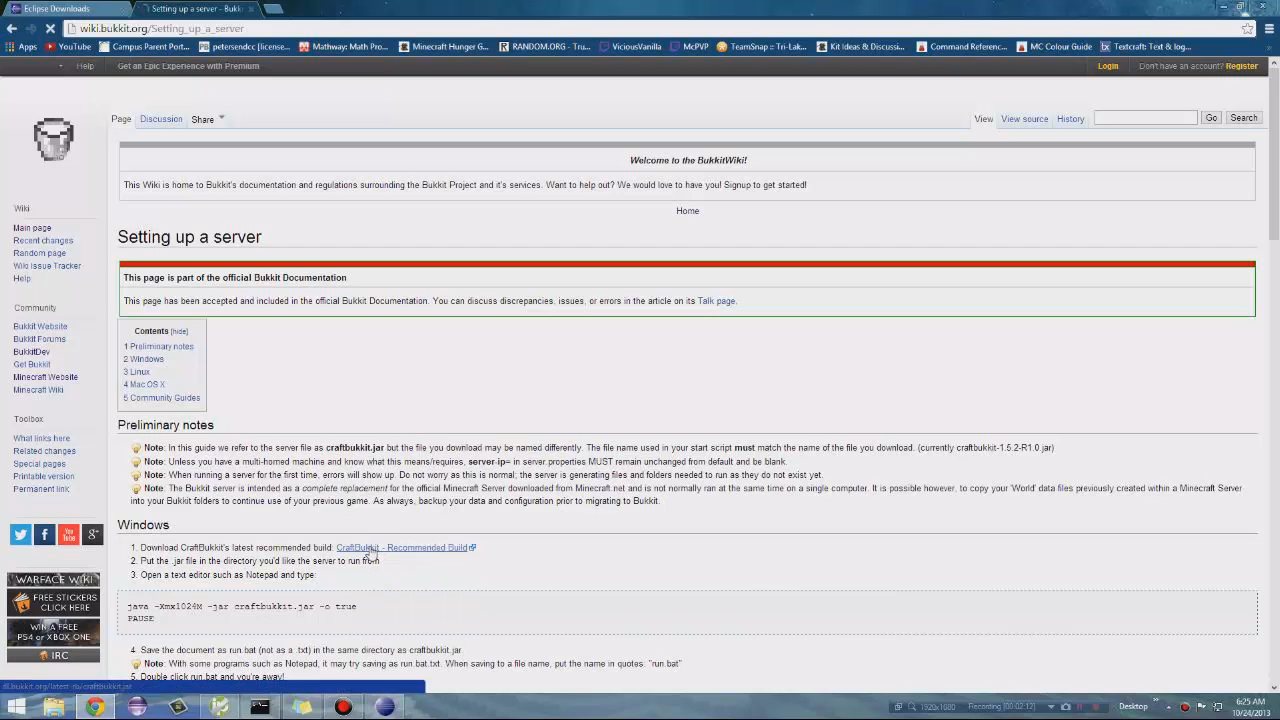 Eclipse Downloads
Setting up a server - Bukk
wiki.bukkit.org/Setting_up_a_server
Apps YouTube Campus Parent Port... petersendcc [license... Mathway: Math Pro... Minecraft Hunger G... RANDOM.ORG - Tru... ViciousVanilla McPVP TeamSnap :: Tri-Lak... Kit Ideas & Discussi... Command Referenc... MC Colour Guide Textcraft: Text & log...
Help Get an Epic Experience with Premium Login Don't have an account? Register
Page Discussion Share View View source History Go Search
Welcome to the BukkitWiki!
This Wiki is home to Bukkit's documentation and regulations surrounding the Bukkit Project and it's services. Want to help out? We would love to have you! Signup to get started!
Home
Wiki
Main page
Recent changes
Random page
Wiki Issue Tracker
Help
Community
Bukkit Website
Bukkit Forums
BukkitDev
Get Bukkit
Minecraft Website
Minecraft Wiki
Toolbox
What links here
Related changes
Special pages
Printable version
Permanent link
You Tube
WARFACE WIKI
FREE STICKERS
CLICK HERE
WIN A FREE
PS4 or XBOX ONE
IRC
Setting up a server
This page is part of the official Bukkit Documentation
This page has been accepted and included in the official Bukkit Documentation. You can discuss discrepancies, issues, or errors in the article on its Talk page.
Contents [hide]
1 Preliminary notes
2 Windows
3 Linux
4 Mac OS X
5 Community Guides
Preliminary notes
Note: In this guide we refer to the server file as craftbukkit.jar but the file you download may be named differently. The file name used in your start script must match the name of the file you download. (currently craftbukkit-1.5.2-R1.0.jar)
Note: Unless you have a multi-homed machine and know what this means/requires, server-ip= in server.properties MUST remain unchanged from default and be blank.
Note: When running a server for the first time, errors will show up. Do not worry as this is normal; the server is generating files and folders needed to run as they do not exist yet.
Note: The Bukkit server is intended as a complete replacement for the official Minecraft Server downloaded from Minecraft.net and is not normally ran at the same time on a single computer. It is possible however, to copy your 'World' data files previously created within a Minecraft Server
into your Bukkit folders to continue use of your previous game. As always, backup your data and configuration prior to migrating to Bukkit.
Windows
1. Download CraftBukkit's latest recommended build: CraftBukkit - Recommended Build
2. Put the .jar file in the directory you'd like the server to run from
3. Open a text editor such as Notepad and type:
java -Xmx1024M -jar craftbukkit.jar -o true
PAUSE
4. Save the document as run.bat (not as a .txt) in the same directory as craftbukkit.jar
Note: With some programs such as Notepad, it may try saving as run.bat.txt. When saving to a file name, put the name in quotes. "run.bat"
5. Double click run.bat and you're away!
1920x1080 Recording [00:02:12] Desktop
6:25 AM
10/24/2013